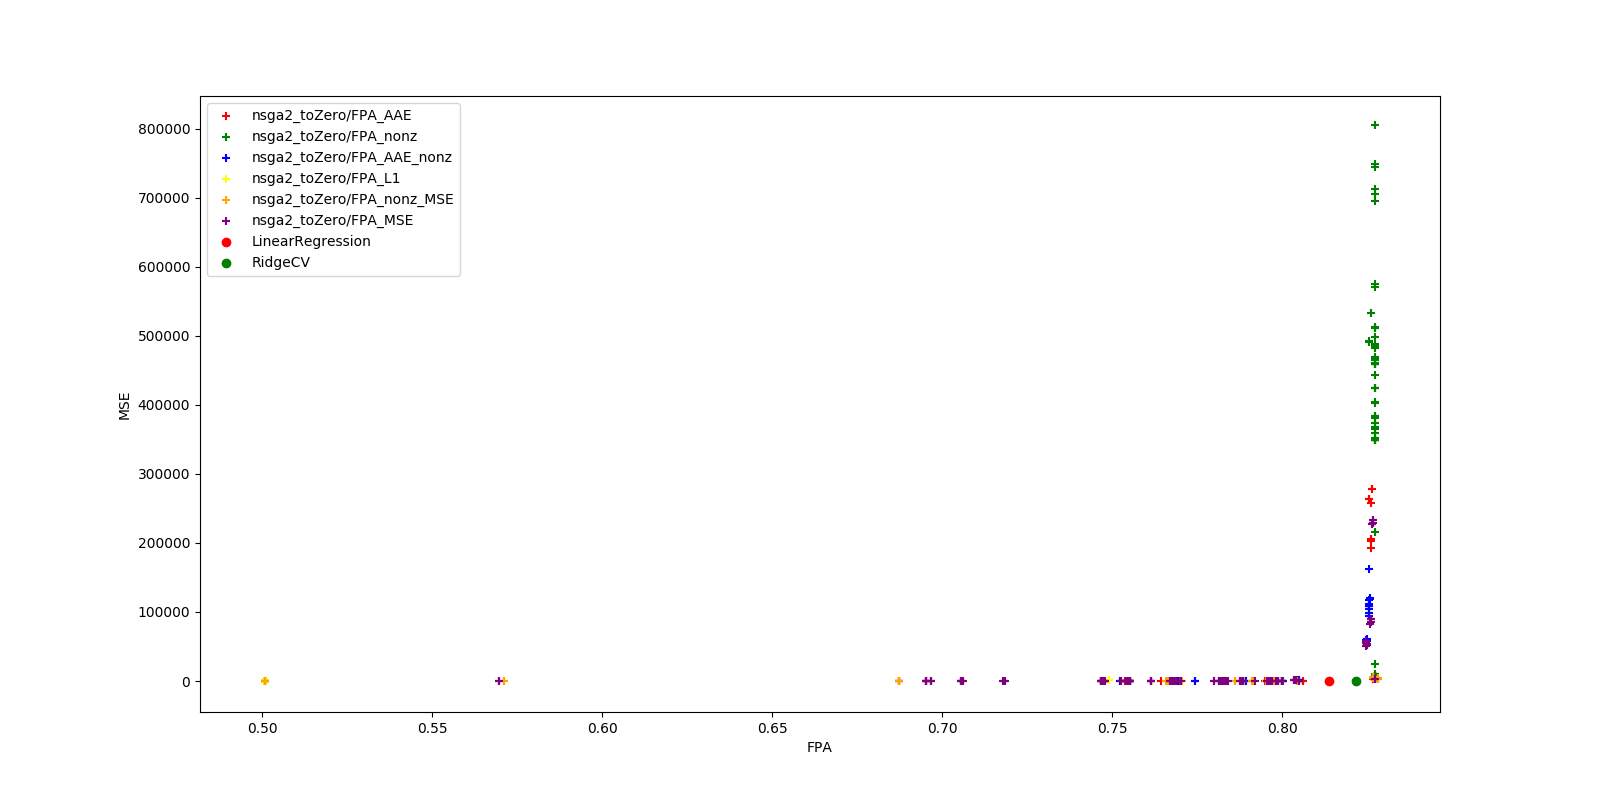 nsga2_toZero/FPA_AAE
nsga2_toZero/FPA_nonz
nsga2_toZero/FPA_AAE_nonz
nsga2_toZero/FPA_L1
nsga2_toZero/FPA_nonz_MSE
nsga2_toZero/FPA_MSE
LinearRegression
RidgeCV
800000
700000
600000
500000
400000
300000
200000
100000
0
MSE
0.50 0.55 0.60 0.65 0.70 0.75 0.80
FPA